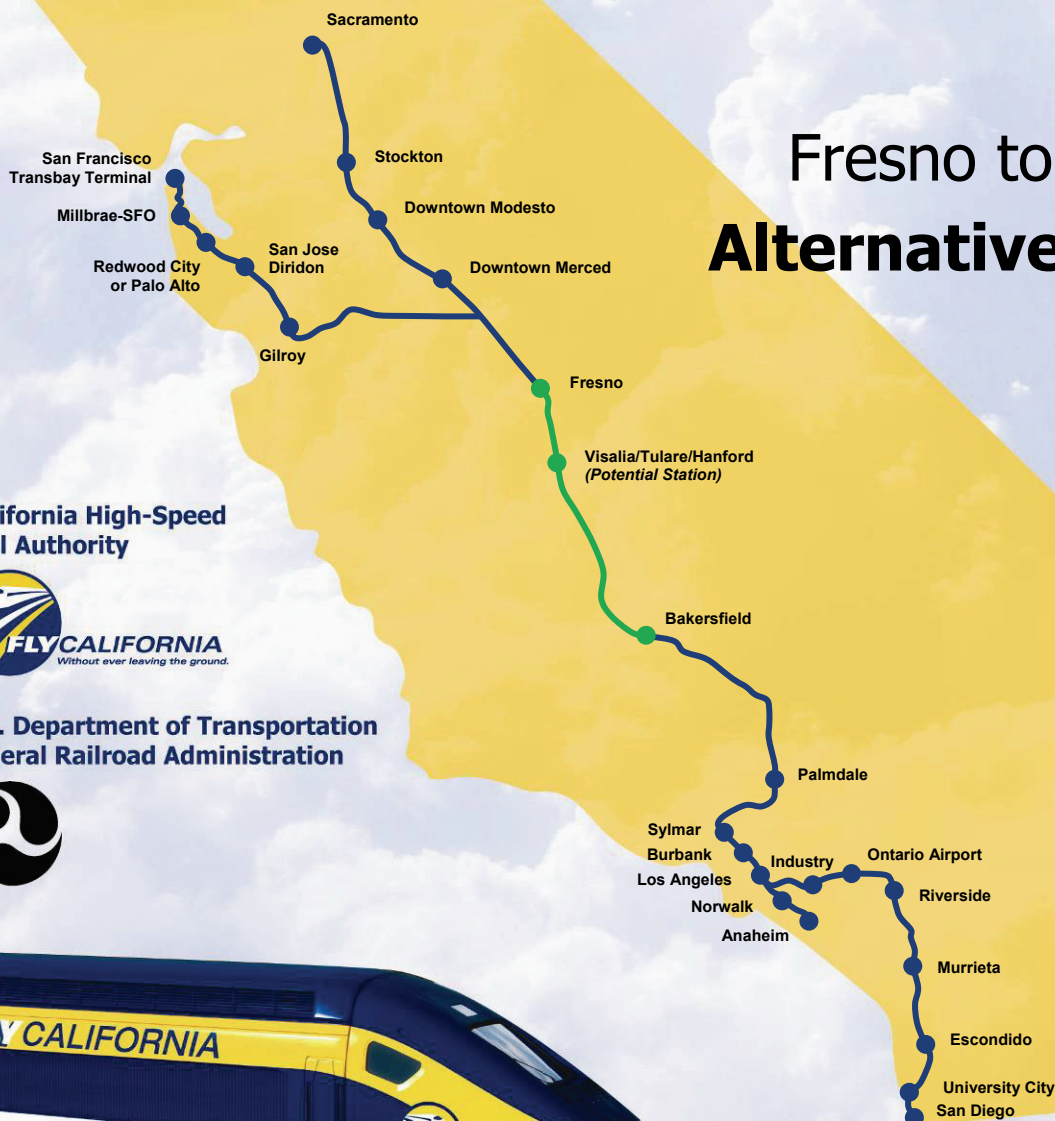 Sacramento
Fresno to
Alternative
San Francisco
Transbay Terminal
Stockton
Millbrae-SFO
Downtown Modesto
Redwood City
or Palo Alto
San Jose
Diridon
Downtown Merced
Gilroy
Fresno
Visalia/Tulare/Hanford
(Potential Station)
ifornia High-Speed
l Authority
FLYCALIFORNIA
Without ever leaving the ground.
Bakersfield
. Department of Transportation
eral Railroad Administration
Palmdale
Sylmar
Burbank
Los Angeles
Industry
Ontario Airport
Norwalk
Riverside
Anaheim
Murrieta
Y CALIFORNIA
Escondido
University City
San Diego